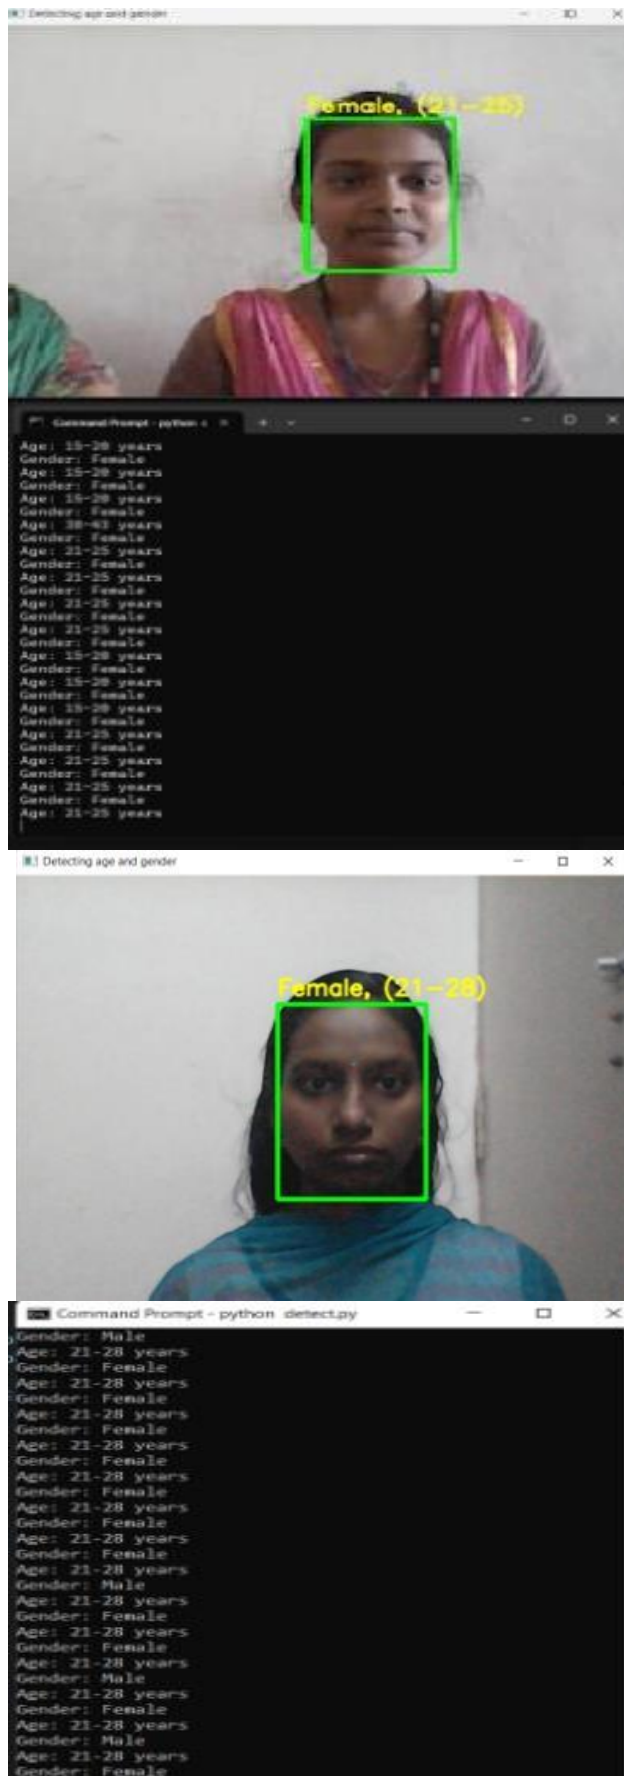 Detecting age and gender
Female, (21-25)
Command Prompt - python
Age: 15-20 years
Gender: Female
Age: 15-20 years
Gender: Female
Age: 15-20 years
Gender: Female
Age: 38-43 years
Gender: Female
Age: 21-25 years
Gender: Female
Age: 21-25 years
Gender: Female
Age: 21-25 years
Gender: Female
Age: 21-25 years
Gender: Female
Age: 15-20 years
Gender: Female
Age: 15-20 years
Gender: Female
Age: 15-20 years
Gender: Female
Age: 21-25 years
Gender: Female
Age: 21-25 years
Gender: Female
Age: 21-25 years
Gender: Female
Age: 21-25 years
Detecting age and gender
Female, (21-28)
Command Prompt - python detect.py
Gender: Male
Age: 21-28 years
Gender: Female
Age: 21-28 years
Gender: Female
Age: 21-28 years
Gender: Female
Age: 21-28 years
Gender: Female
Age: 21-28 years
Gender: Female
Age: 21-28 years
Gender: Female
Age: 21-28 years
Gender: Female
Age: 21-28 years
Gender: Male
Age: 21-28 years
Gender: Female
Age: 21-28 years
Gender: Female
Age: 21-28 years
Gender: Male
Age: 21-28 years
Gender: Female
Age: 21-28 years
Gender: Male
Age: 21-28 years
Gender: Female